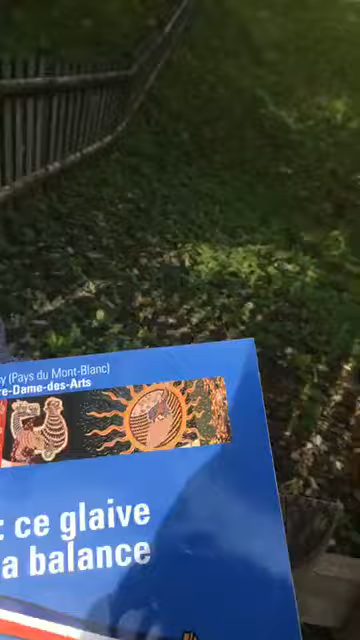 (Pays du Mont-Blanc)
re-Dame-des-Arts
: ce glaive
a balance